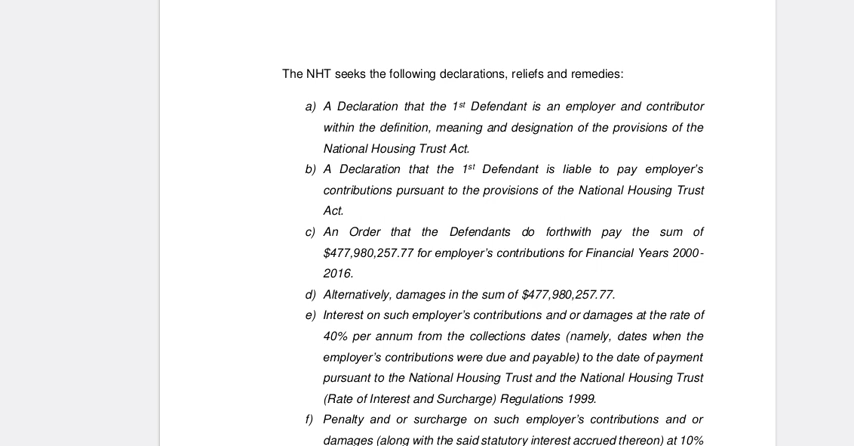 The NHT seeks the following declarations, reliefs and remedies:
a) A Declaration that the 1st Defendant is an employer and contributor
within the definition, meaning and designation of the provisions of the
National Housing Trust Act.
b) A Declaration that the 1st Defendant is liable to pay employer's
contributions pursuant to the provisions of the National Housing Trust
Act.
c) An Order that the Defendants do forthwith pay the sum of
$477,980,257.77 for employer's contributions for Financial Years 2000-
2016.
d) Alternatively, damages in the sum of $477,980,257.77.
e) Interest on such employer's contributions and or damages at the rate of
40% per annum from the collections dates (namely, dates when the
employer's contributions were due and payable) to the date of payment
pursuant to the National Housing Trust and the National Housing Trust
(Rate of Interest and Surcharge) Regulations 1999.
f) Penalty and or surcharge on such employer's contributions and or
damages (along with the said statutory interest accrued thereon) at 10%